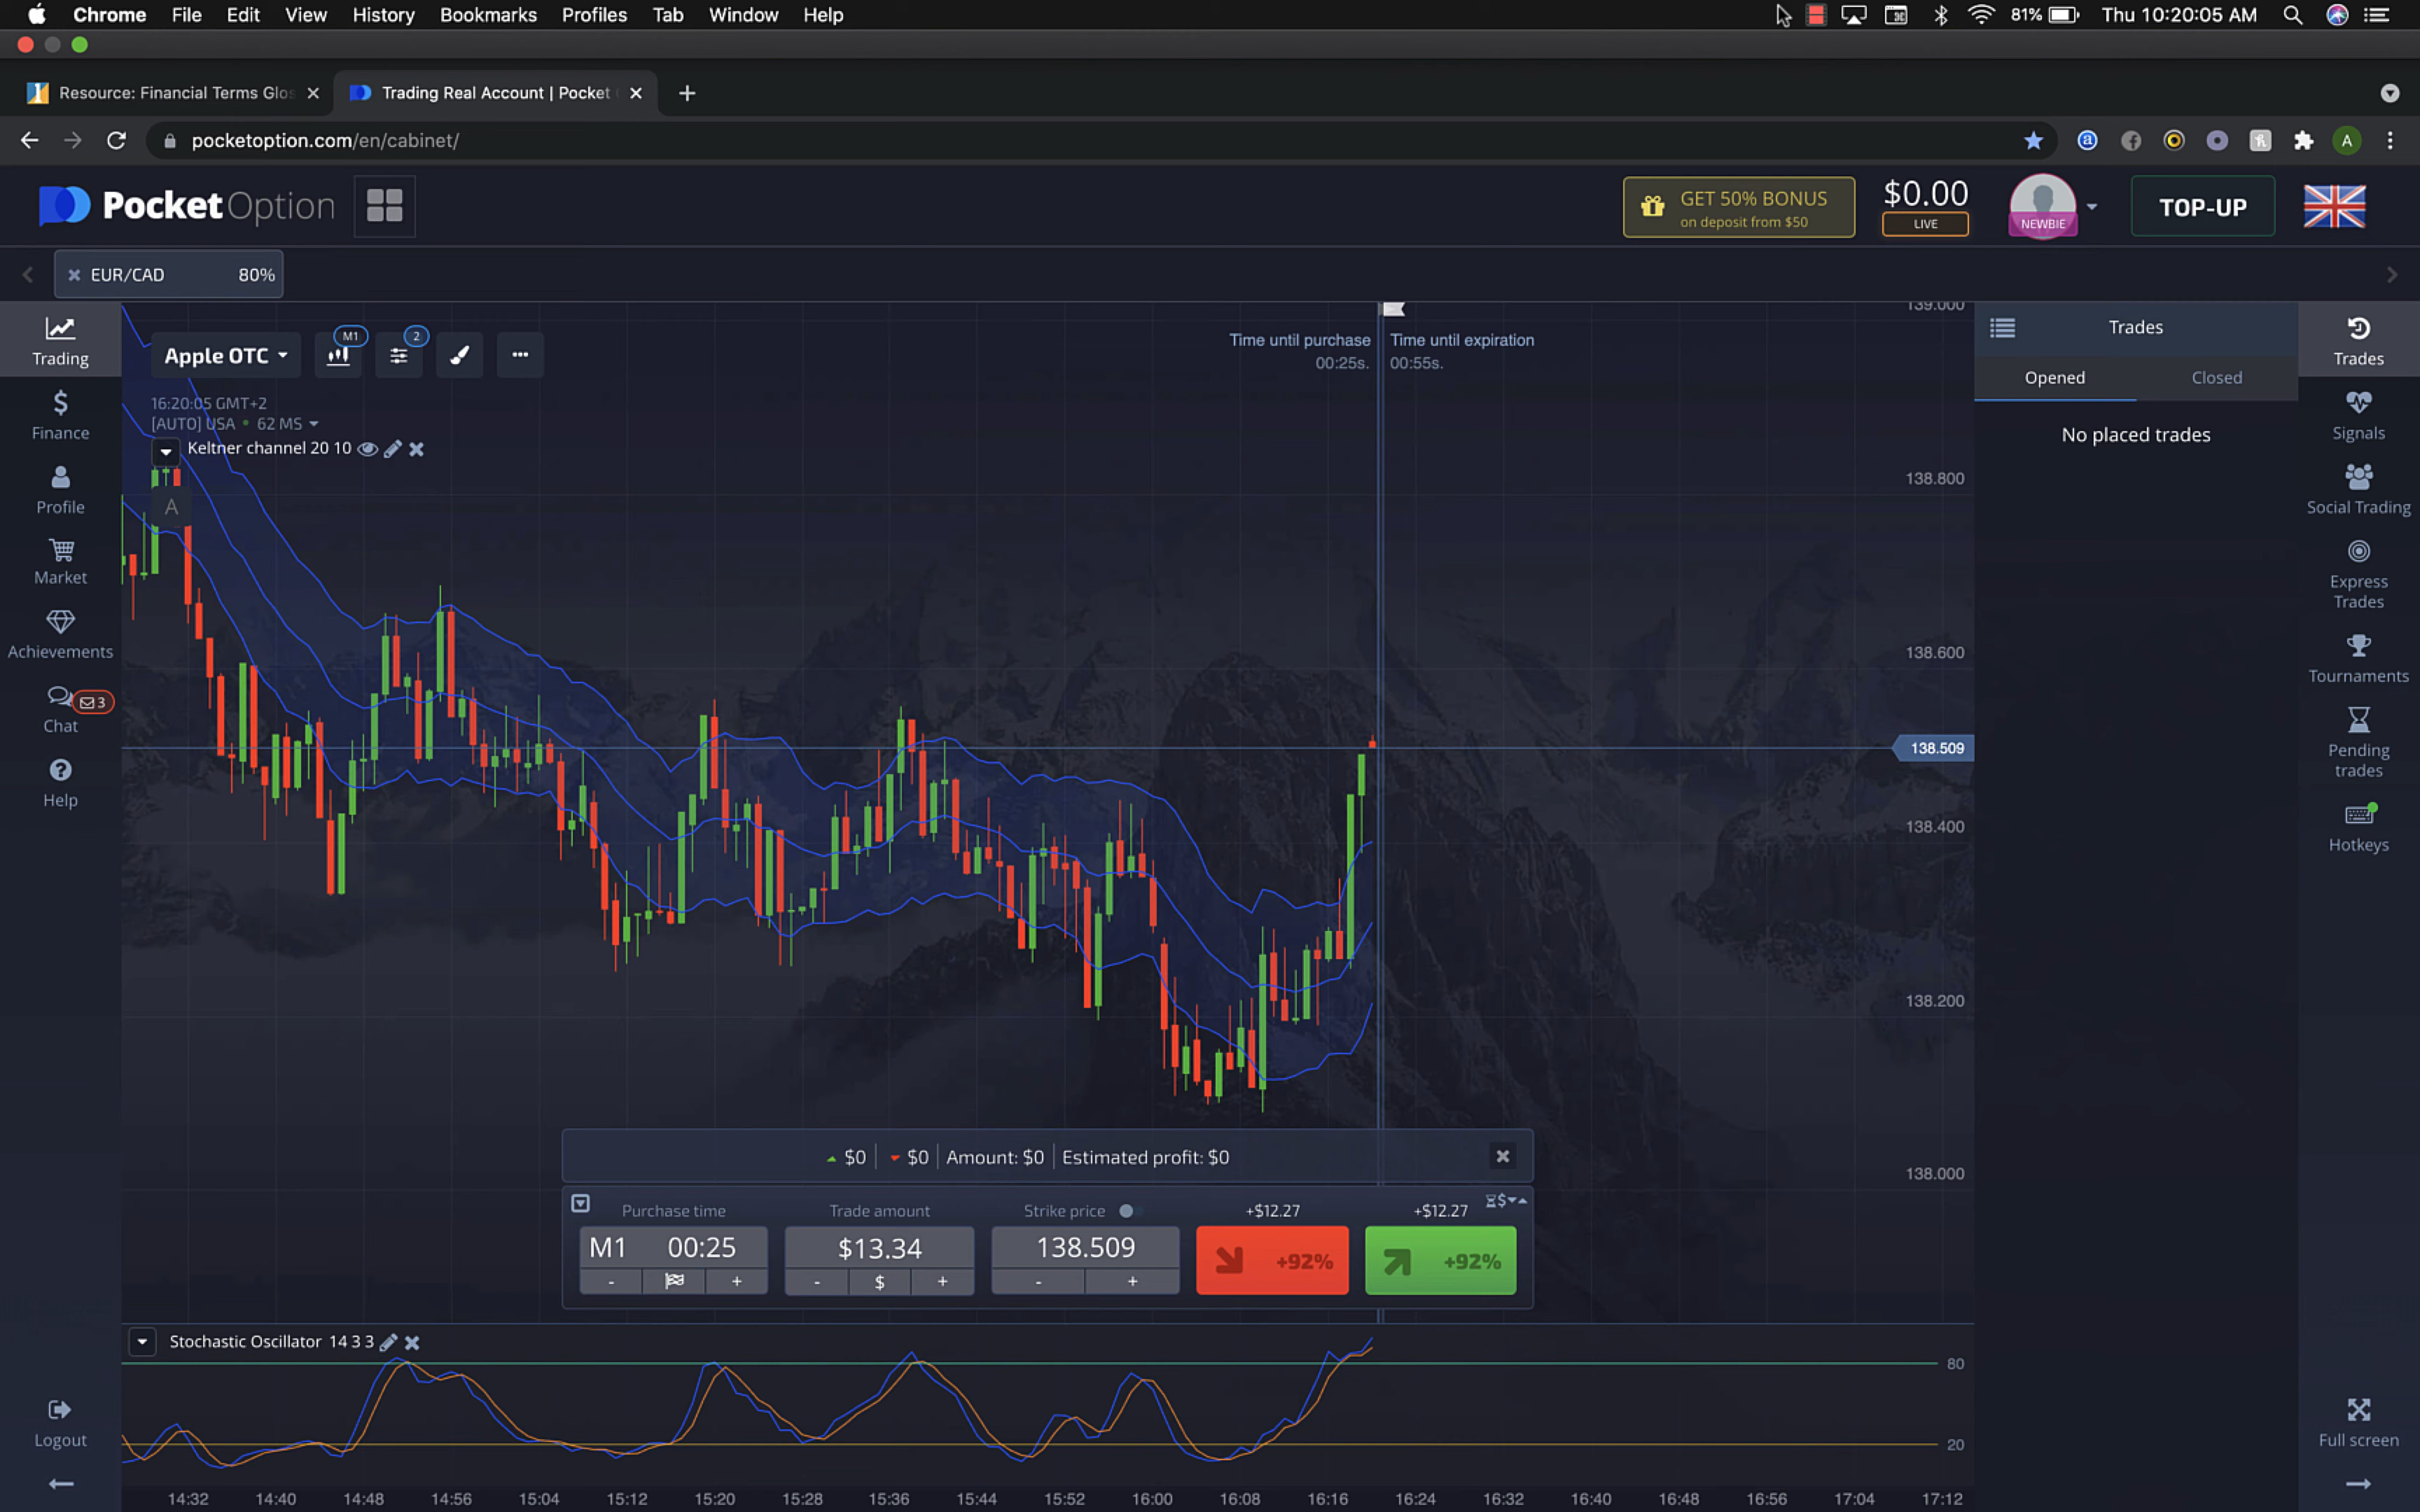 Chrome File Edit View History Bookmarks Profiles Tab Window Help
81% Thu 10:20:05 AM
Resource: Financial Terms Glos
Trading Real Account | Pocket
pocketoption.com/en/cabinet/
A
PocketOption
GET 50% BONUS
on deposit from $50
$0.00
LIVE
NEWBIE
TOP-UP
EUR/CAD 80%
Trading
Finance
Profile
Market
Achievements
3
Chat
Help
Logout
Apple OTC
M1
2
16:20:05 GMT+2
[AUTO] USA • 62 MS
Keltner channel 20 10
A
Time until purchase
00:25s.
Time until expiration
00:55s.
139.000
138.800
138.600
138.509
138.400
138.200
138.000
$0 $0 Amount: $0 Estimated profit: $0
Purchase time
M1 00:25
- +
Trade amount
$13.34
- $ +
Strike price
138.509
- +
+$12.27
+92%
+$12.27
+92%
$
Stochastic Oscillator 14 3 3
80
20
14:32 14:40 14:48 14:56 15:04 15:12 15:20 15:28 15:36 15:44 15:52 16:00 16:08 16:16 16:24 16:32 16:40 16:48 16:56 17:04 17:12
Trades
Opened Closed
No placed trades
Trades
Signals
Social Trading
Express
Trades
Tournaments
Pending
trades
Hotkeys
Full screen